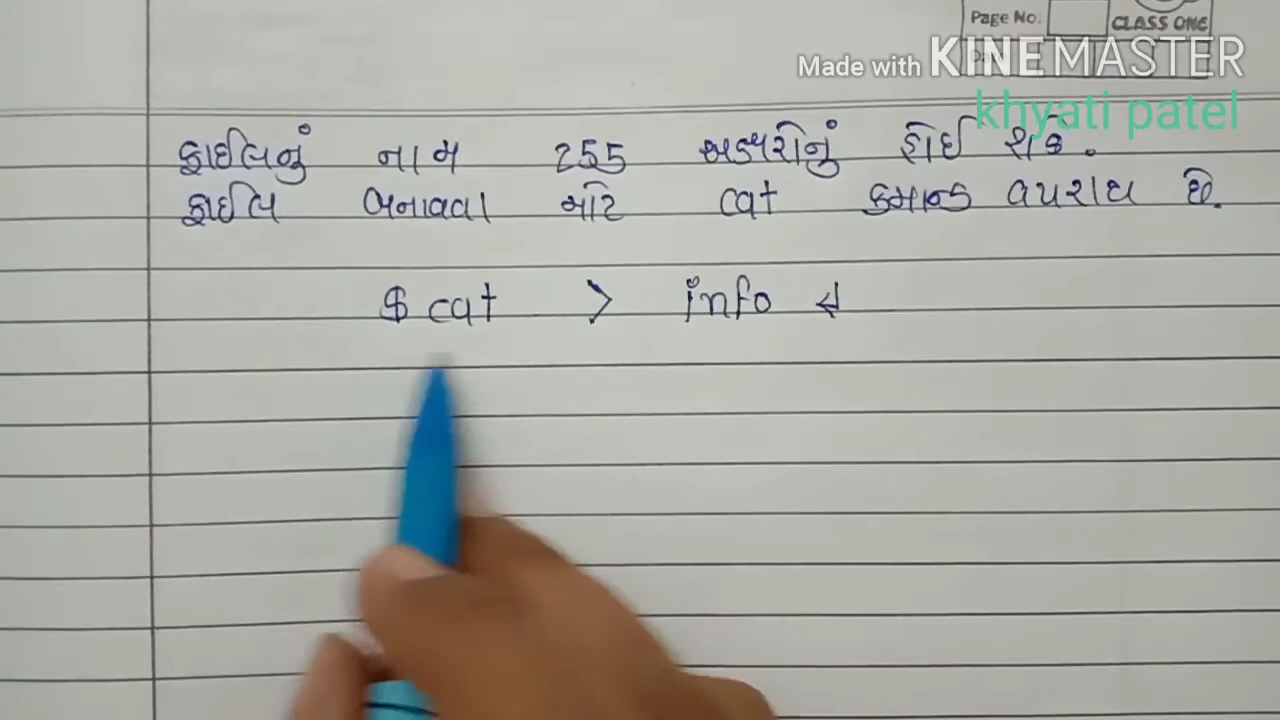 Page No.
CLASS ONE
Made with KINEMASTER
khyati patel
ફાઈલનું નામ 255 અક્ષરોનું હોઈ શકે.
ફાઈલ બનાવવા માટે cat કમાન્ડ વપરાય છે.
$ cat > info ↲